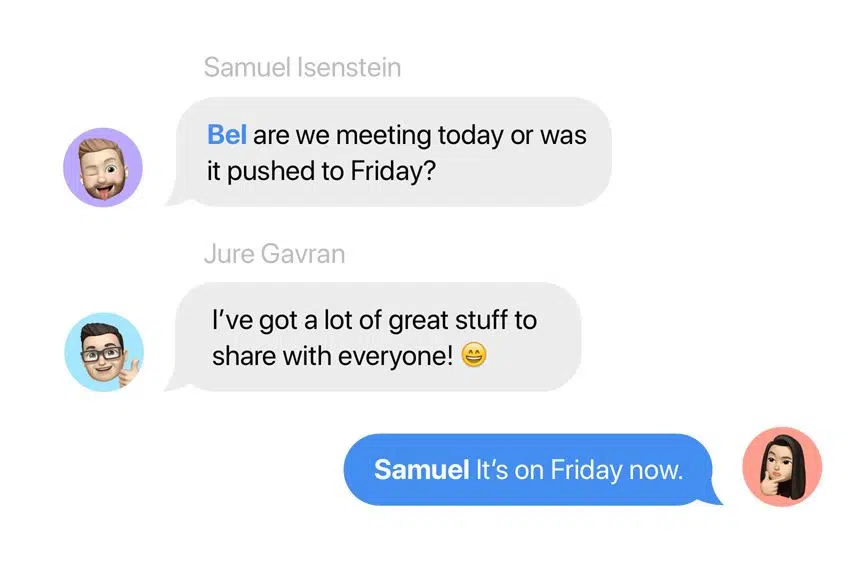 Samuel Isenstein
Bel are we meeting today or was
it pushed to Friday?
Jure Gavran
I’ve got a lot of great stuff to
share with everyone! 😄
Samuel It’s on Friday now.